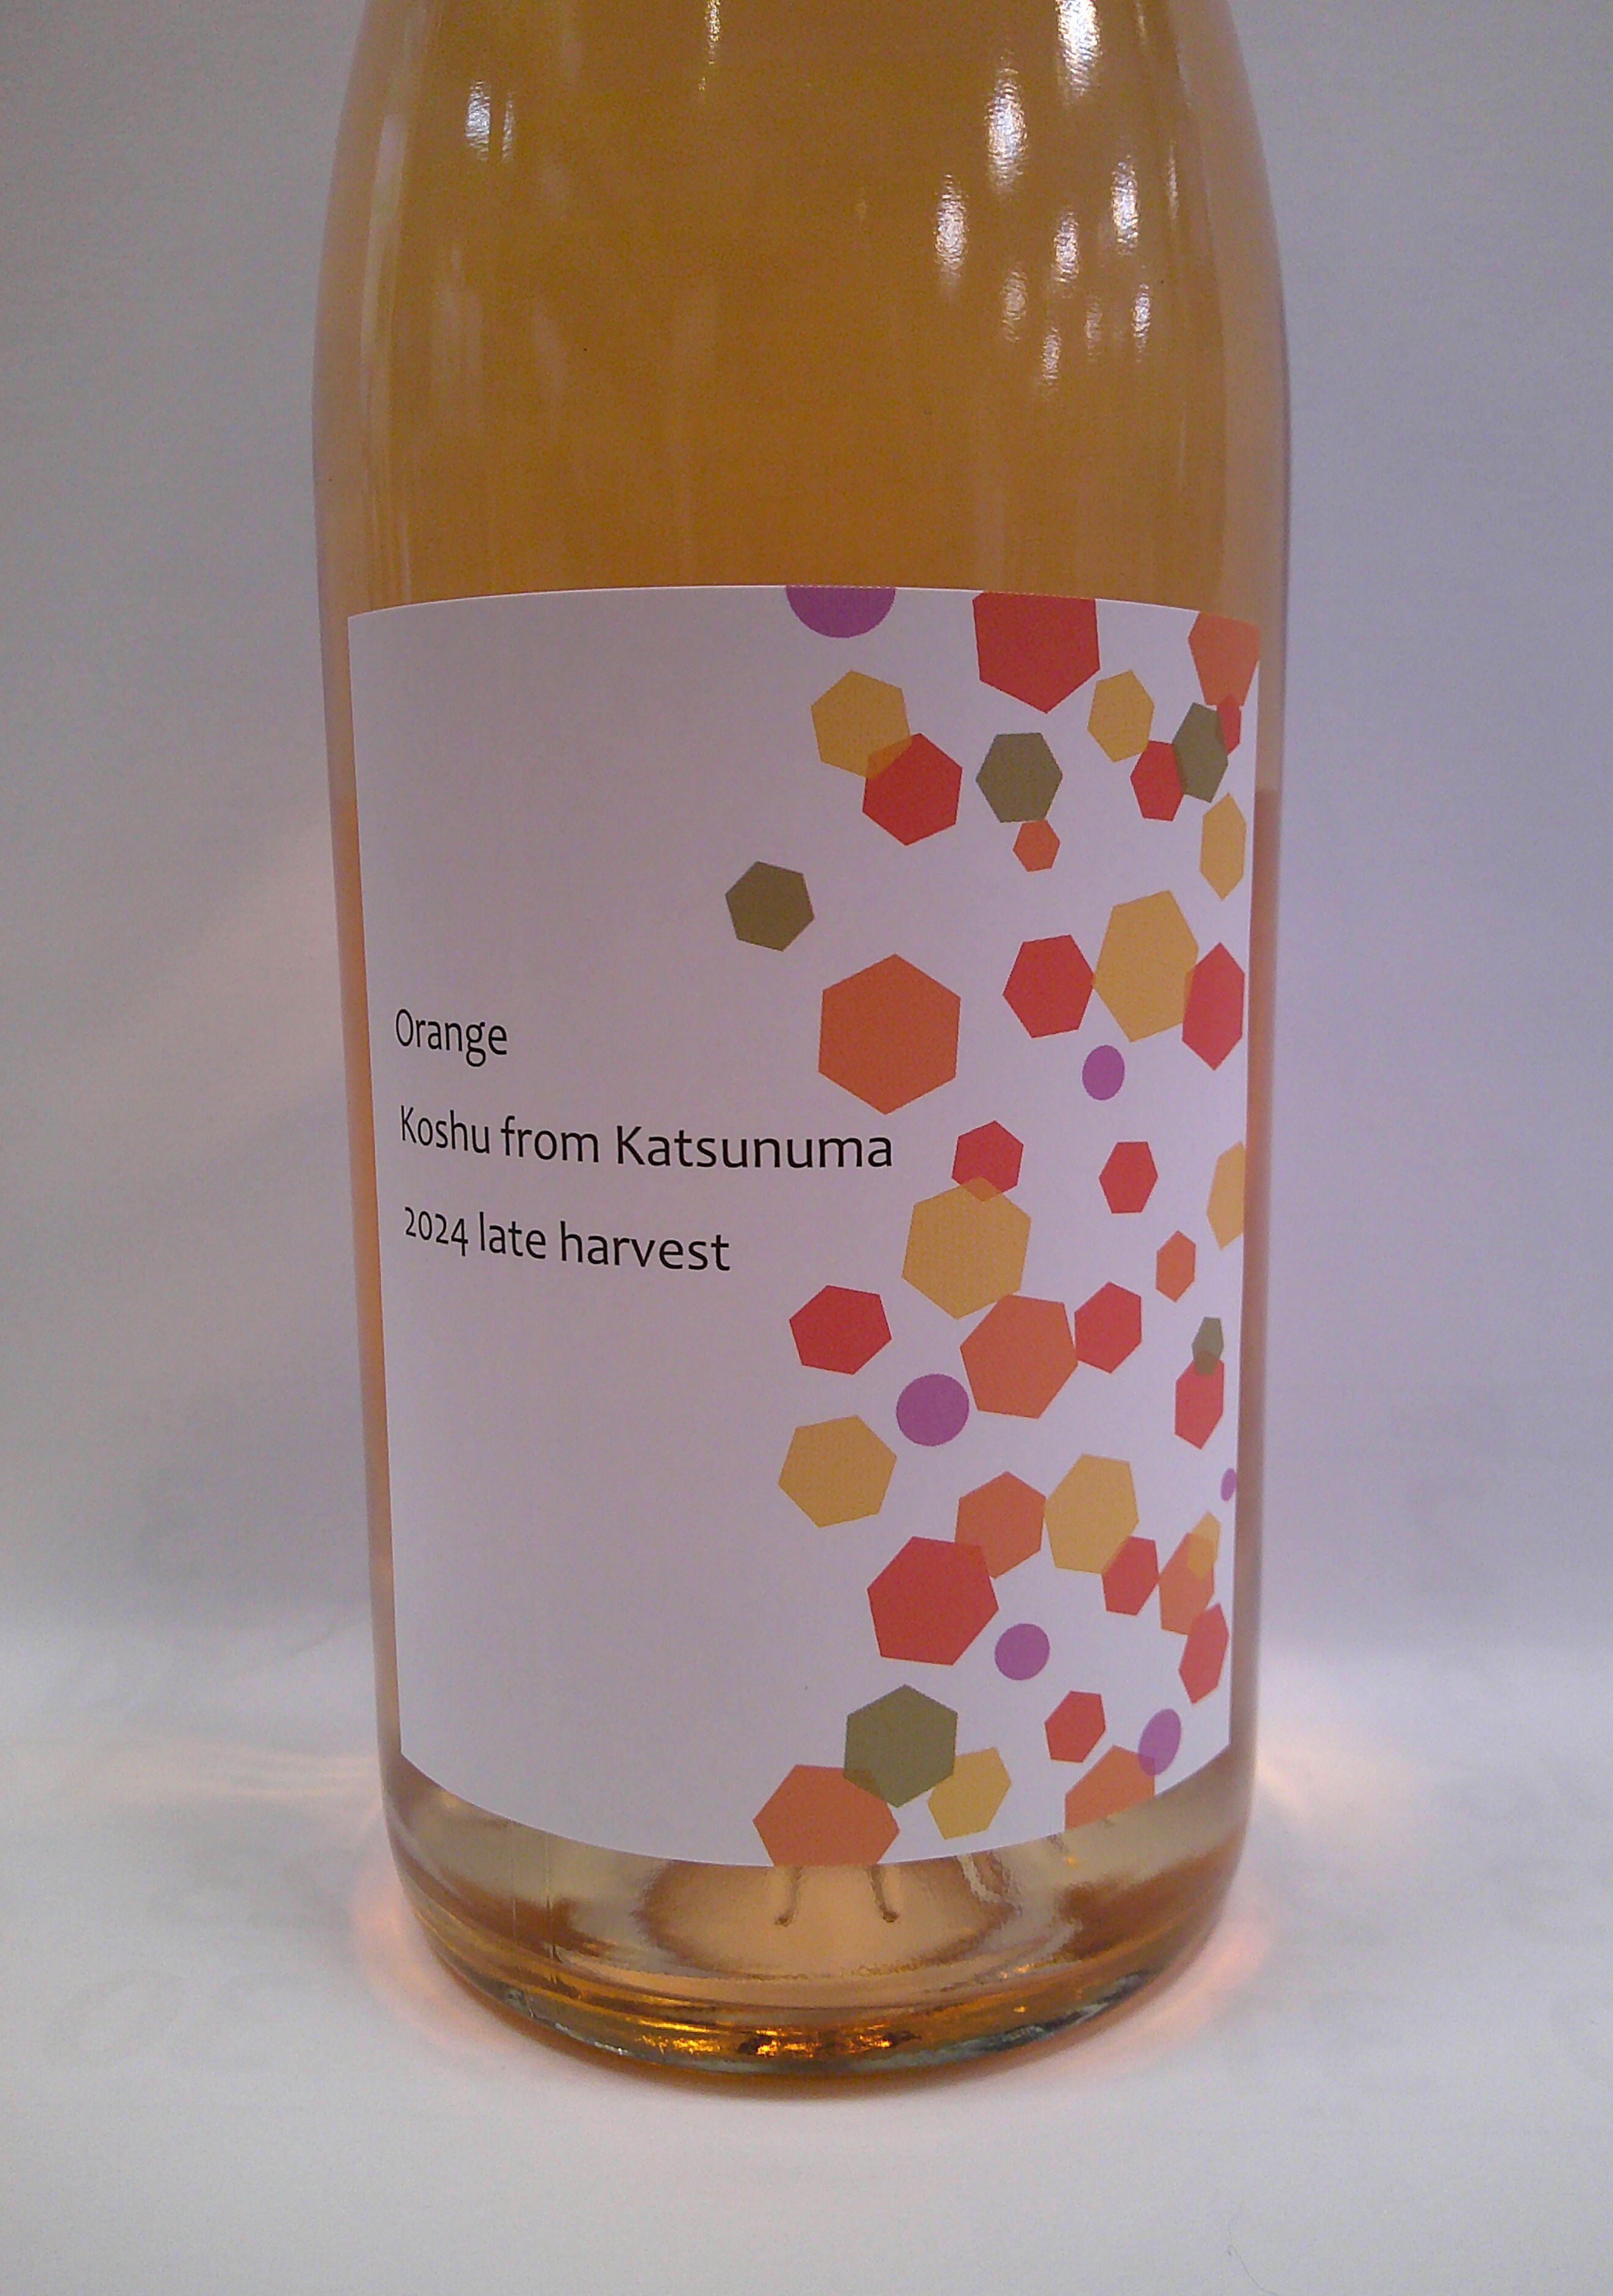 Orange
Koshu from Katsunuma
2024 late harvest